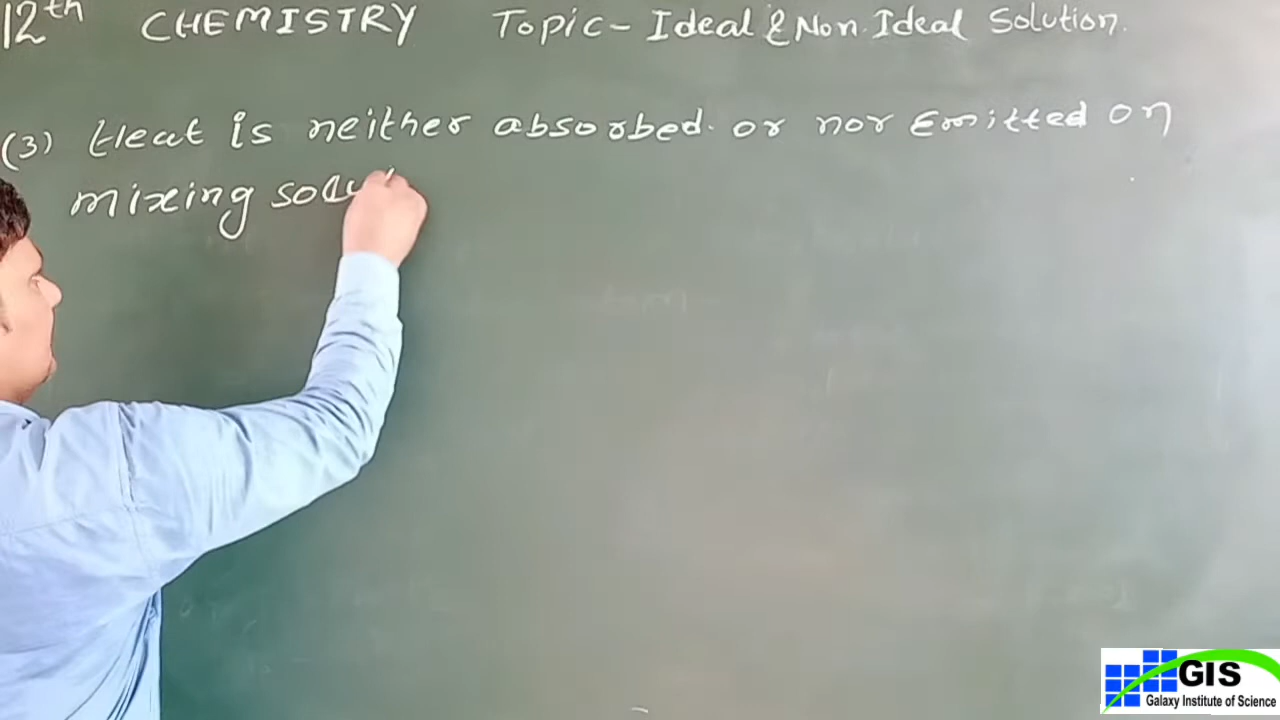 12th CHEMISTRY Topic - Ideal & Non. Ideal Solution.
(3) Heat is neither absorbed. or nor Emitted on
mixing solu
GIS
Galaxy Institute of Science